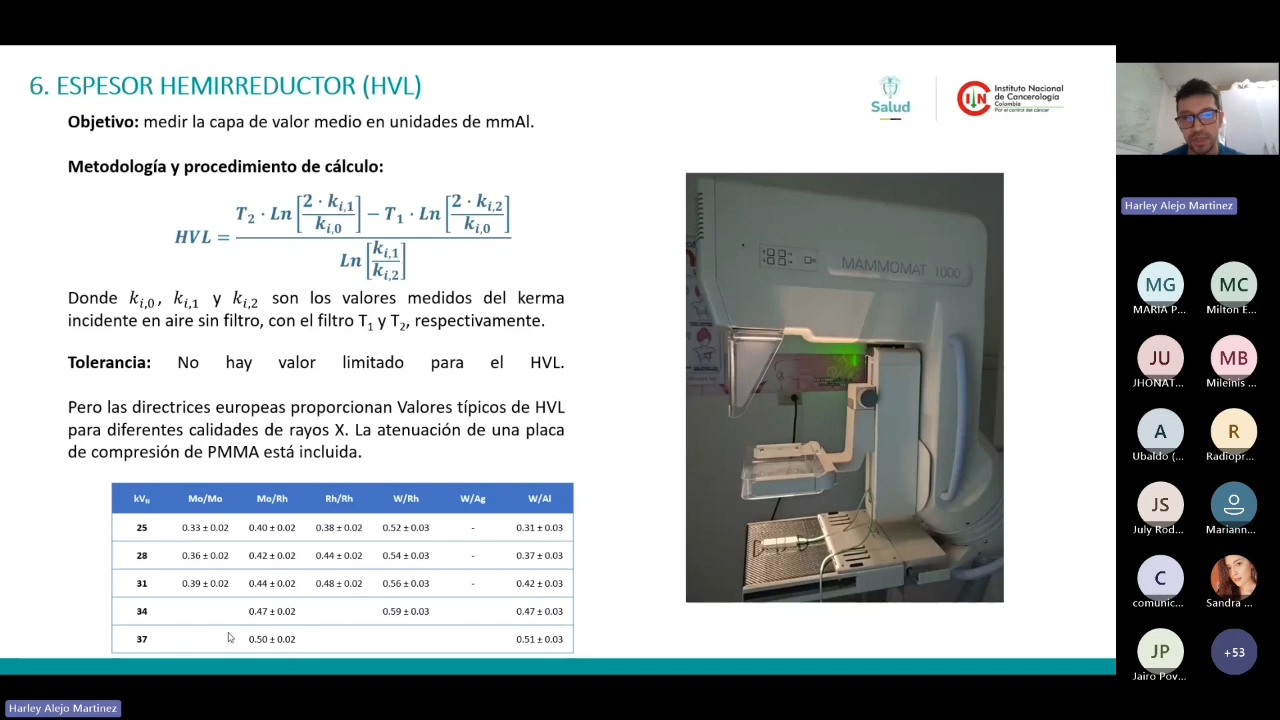 6. ESPESOR HEMIRREDUCTOR (HVL)
Salud
Instituto Nacional
de Cancerología
Colombia
Por el control del cáncer
Objetivo: medir la capa de valor medio en unidades de mmAl.
Metodología y procedimiento de cálculo:
HVL = (T₂ · Ln[2 · kᵢ,₁ / kᵢ,₀] − T₁ · Ln[2 · kᵢ,₂ / kᵢ,₀]) / Ln[kᵢ,₁ / kᵢ,₂]
Donde kᵢ,₀, kᵢ,₁ y kᵢ,₂ son los valores medidos del kerma
incidente en aire sin filtro, con el filtro T₁ y T₂, respectivamente.
Tolerancia: No hay valor limitado para el HVL.
Pero las directrices europeas proporcionan Valores típicos de HVL
para diferentes calidades de rayos X. La atenuación de una placa
de compresión de PMMA está incluida.
kVN Mo/Mo Mo/Rh Rh/Rh W/Rh W/Ag W/Al
25 0.33 ± 0.02 0.40 ± 0.02 0.38 ± 0.02 0.52 ± 0.03 - 0.31 ± 0.03
28 0.36 ± 0.02 0.42 ± 0.02 0.44 ± 0.02 0.54 ± 0.03 - 0.37 ± 0.03
31 0.39 ± 0.02 0.44 ± 0.02 0.48 ± 0.02 0.56 ± 0.03 - 0.42 ± 0.03
34 0.47 ± 0.02 0.59 ± 0.03 0.47 ± 0.03
37 0.50 ± 0.02 0.51 ± 0.03
MAMMOMAT 1000
Harley Alejo Martinez
MG MC
MARIA P... Milton E...
JU MB
JHONAT... Mileinis ...
A R
Ubaldo (... Radiopr...
JS
July Rod... Mariann...
C
comunic... Sandra ...
JP +53
Jairo Pov...
Harley Alejo Martinez